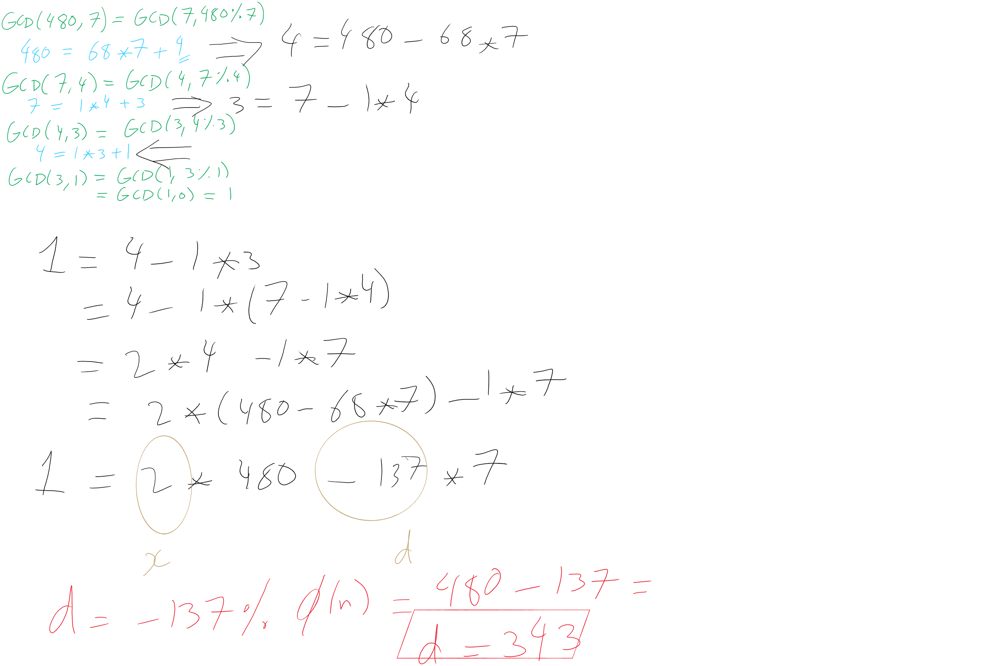 GCD(480, 7) = GCD(7, 480%7)
480 = 68 * 7 + 4 ⇒ 4 = 480 - 68 * 7
GCD(7, 4) = GCD(4, 7%4)
7 = 1 * 4 + 3 ⇒ 3 = 7 - 1 * 4
GCD(4, 3) = GCD(3, 4%3)
4 = 1 * 3 + 1 ⇐
GCD(3, 1) = GCD(1, 3%1)
= GCD(1, 0) = 1
1 = 4 - 1 * 3
= 4 - 1 * (7 - 1 * 4)
= 2 * 4 - 1 * 7
= 2 * (480 - 68 * 7) - 1 * 7
1 = 2 * 480 - 137 * 7
x d
d = -137 % φ(n) = 480 - 137 =
d = 343